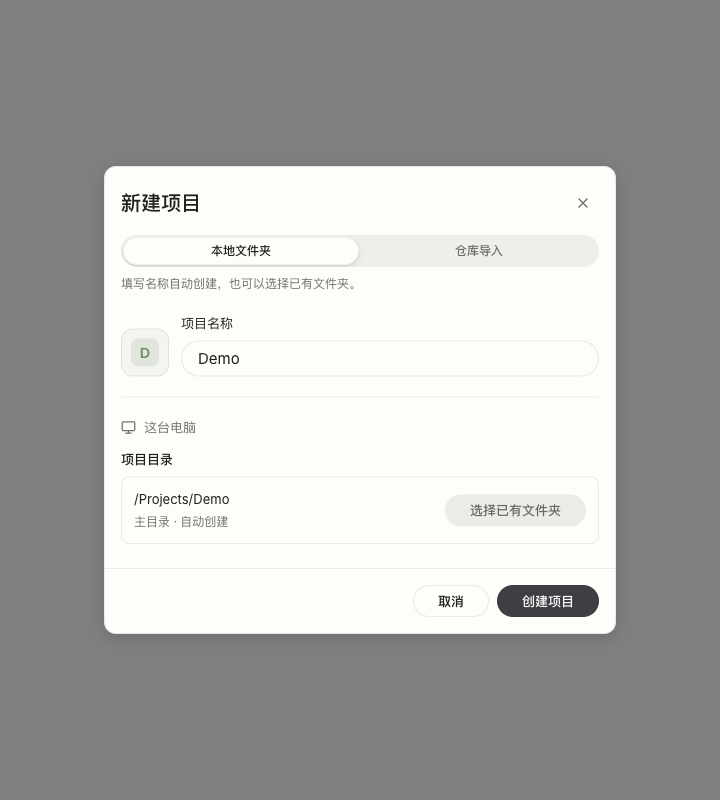 新建项目
本地文件夹
仓库导入
填写名称自动创建，也可以选择已有文件夹。
项目名称
D
Demo
这台电脑
项目目录
/Projects/Demo
选择已有文件夹
主目录 · 自动创建
取消
创建项目